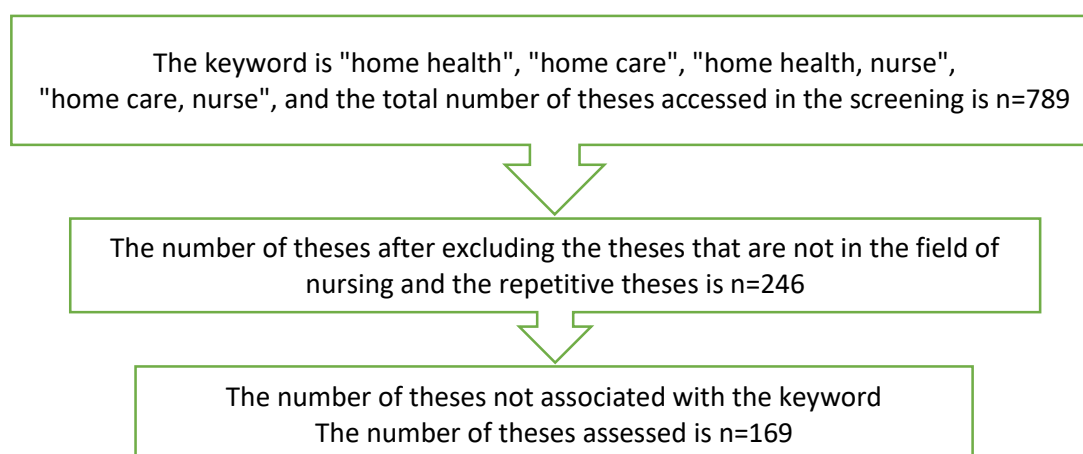 The keyword is "home health", "home care", "home health, nurse",
"home care, nurse", and the total number of theses accessed in the screening is n=789
The number of theses after excluding the theses that are not in the field of
nursing and the repetitive theses is n=246
The number of theses not associated with the keyword
The number of theses assessed is n=169